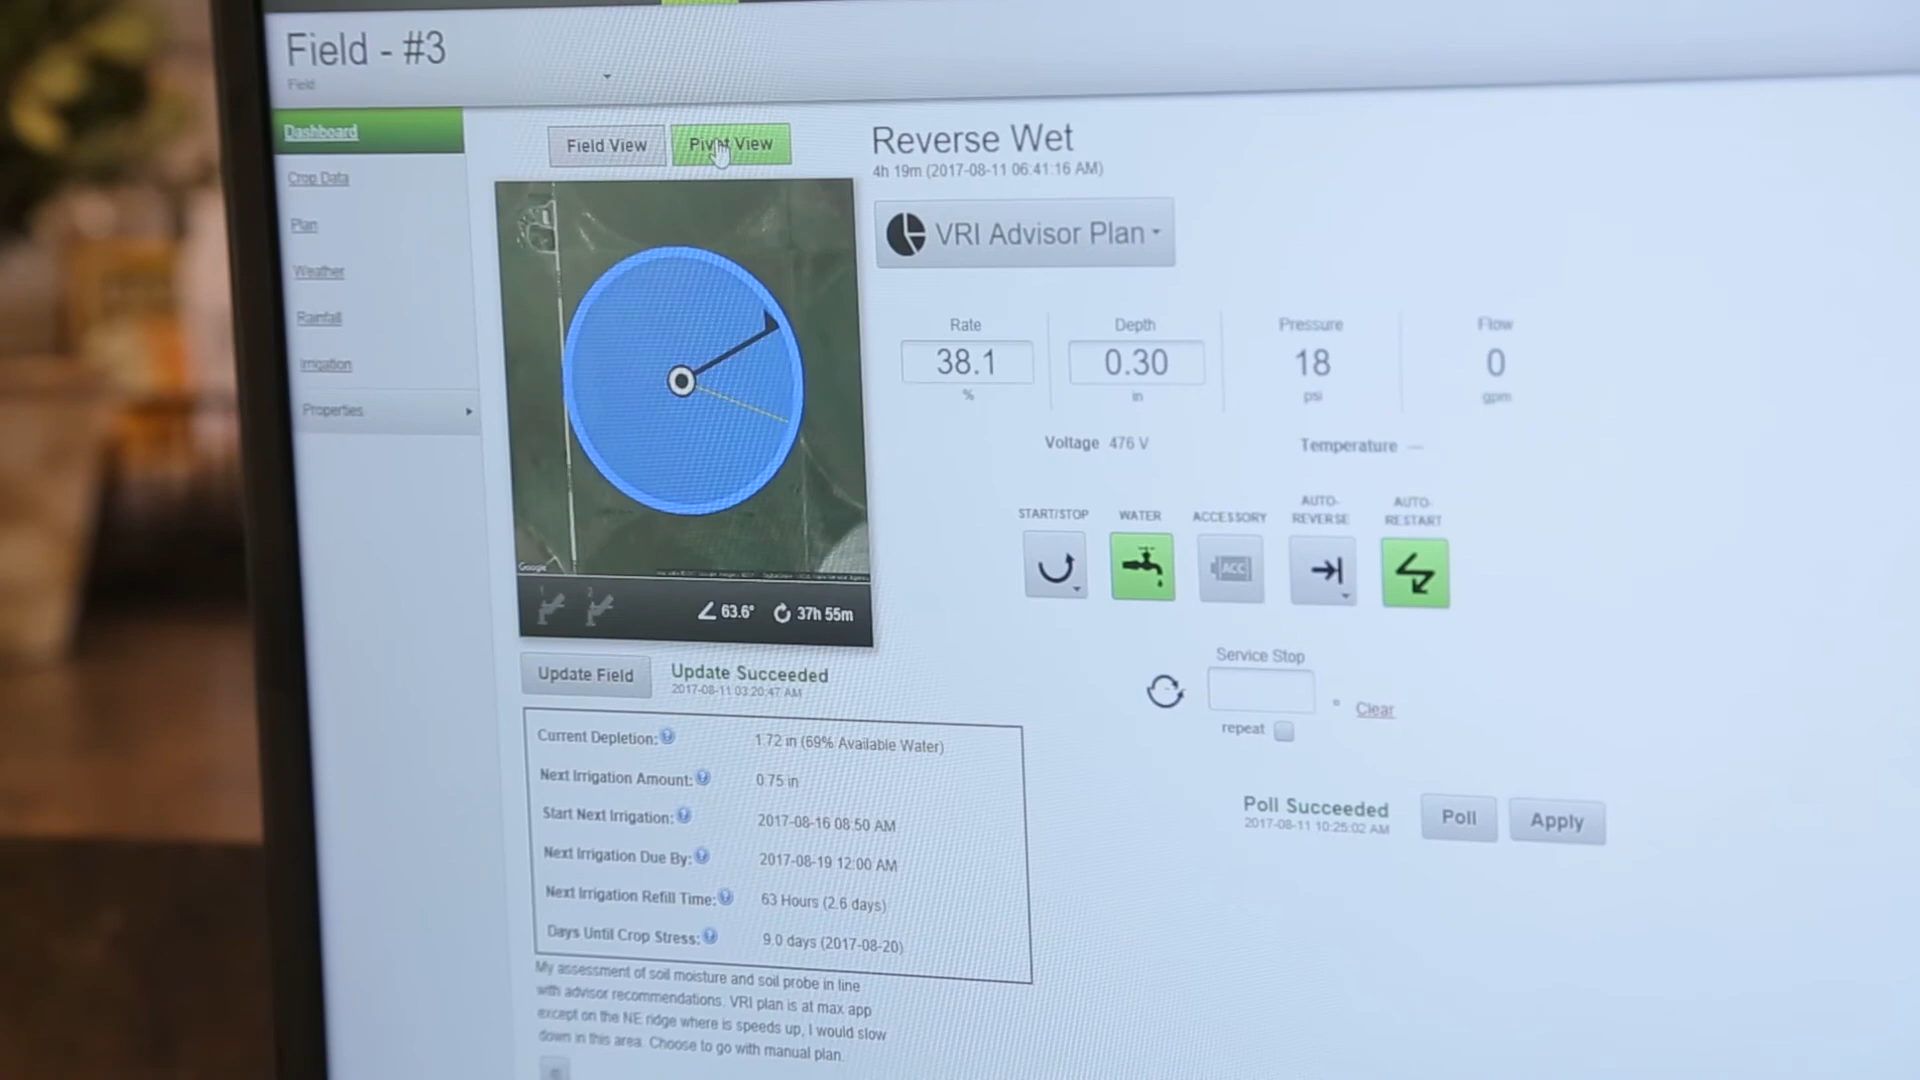 Field - #3
Field
Dashboard
Crop Data
Plan
Weather
Rainfall
Irrigation
Properties
Field View
Pivot View
Google
1
2
63.6°
37h 55m
Update Field
Update Succeeded
2017-08-11 03:20:47 AM
Current Depletion: 1.72 in (69% Available Water)
Next Irrigation Amount: 0.75 in
Start Next Irrigation: 2017-08-16 08:50 AM
Next Irrigation Due By: 2017-08-19 12:00 AM
Next Irrigation Refill Time: 63 Hours (2.6 days)
Days Until Crop Stress: 9.0 days (2017-08-20)
My assessment of soil moisture and soil probe in line
with advisor recommendations. VRI plan is at max app
except on the NE ridge where is speeds up, I would slow
down in this area. Choose to go with manual plan.
Reverse Wet
4h 19m (2017-08-11 06:41:16 AM)
VRI Advisor Plan
Rate
Depth
Pressure
Flow
38.1
0.30
18
0
%
in
psi
gpm
Voltage 476 V
Temperature —
START/STOP
WATER
ACCESSORY
AUTO-
REVERSE
AUTO-
RESTART
ACC
Service Stop
°
Clear
repeat
Poll Succeeded
2017-08-11 10:25:02 AM
Poll
Apply